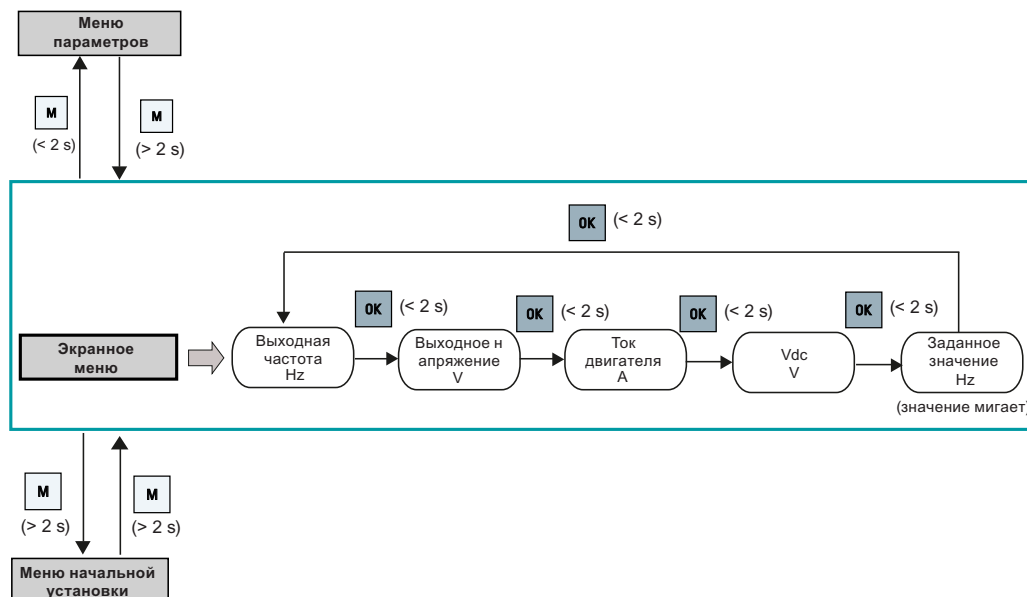 Меню
параметров
M
(< 2 s)
M
(> 2 s)
OK (< 2 s)
OK (< 2 s)
OK (< 2 s)
OK (< 2 s)
OK (< 2 s)
Экранное
меню
Выходная
частота
Hz
Выходное н
апряжение
V
Ток
двигателя
A
Vdc
V
Заданное
значение
Hz
(значение мигает)
M
(> 2 s)
M
(> 2 s)
Меню начальной
установки